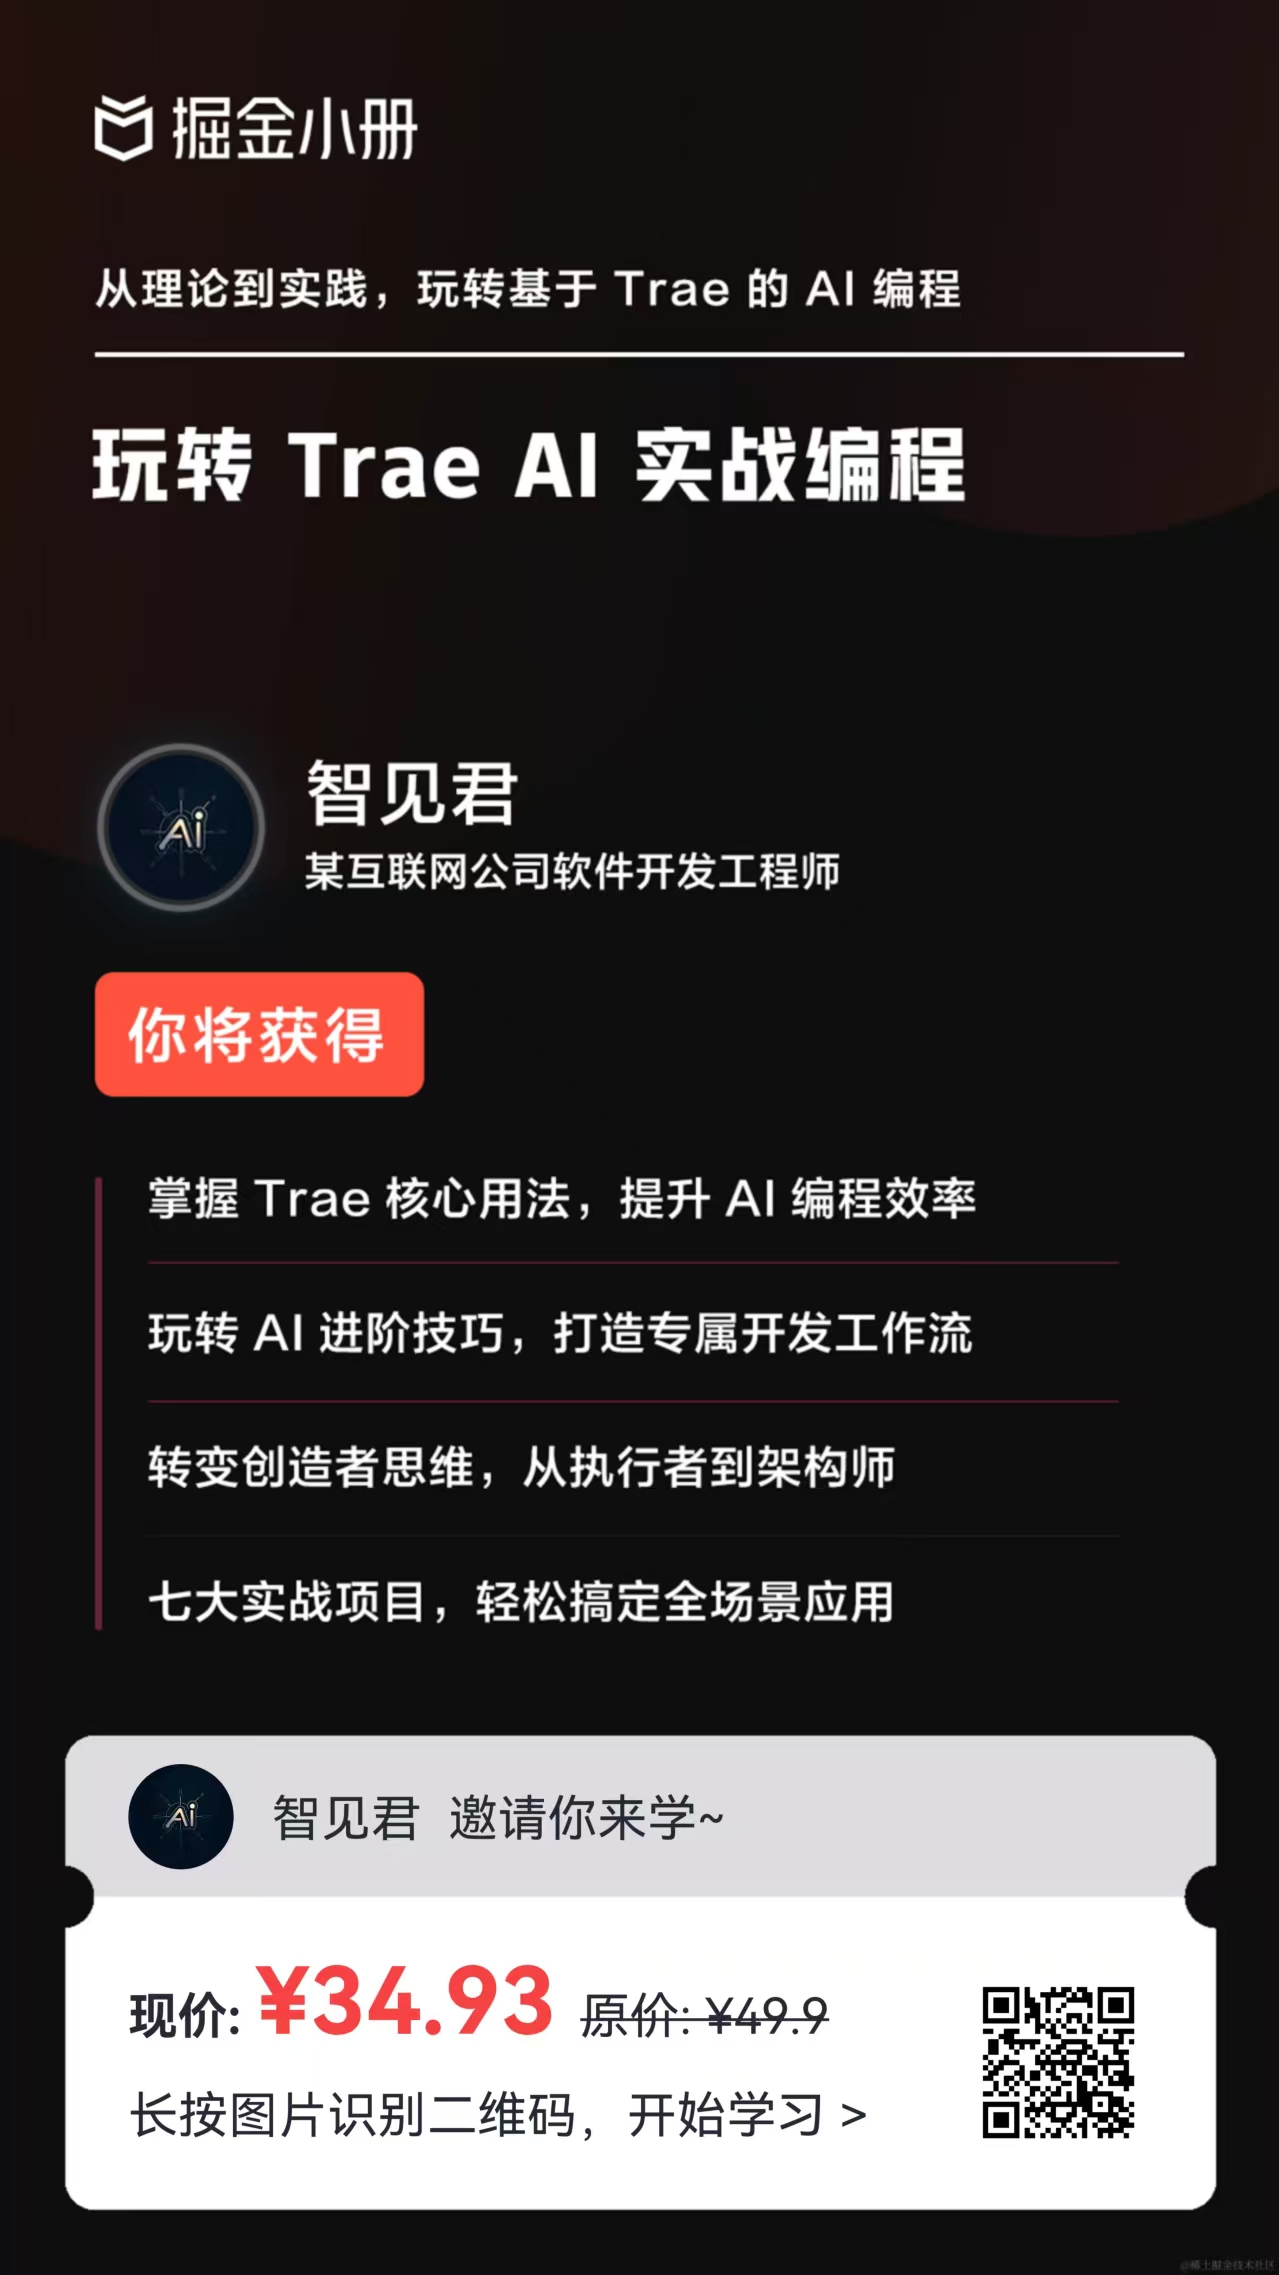 掘金小册
从理论到实践，玩转基于 Trae 的 AI 编程
玩转 Trae AI 实战编程
Ai
智见君
某互联网公司软件开发工程师
你将获得
掌握 Trae 核心用法，提升 AI 编程效率
玩转 AI 进阶技巧，打造专属开发工作流
转变创造者思维，从执行者到架构师
七大实战项目，轻松搞定全场景应用
Ai
智见君 邀请你来学~
现价: ¥34.93 原价: ¥49.9
长按图片识别二维码，开始学习 >
@稀土掘金技术社区